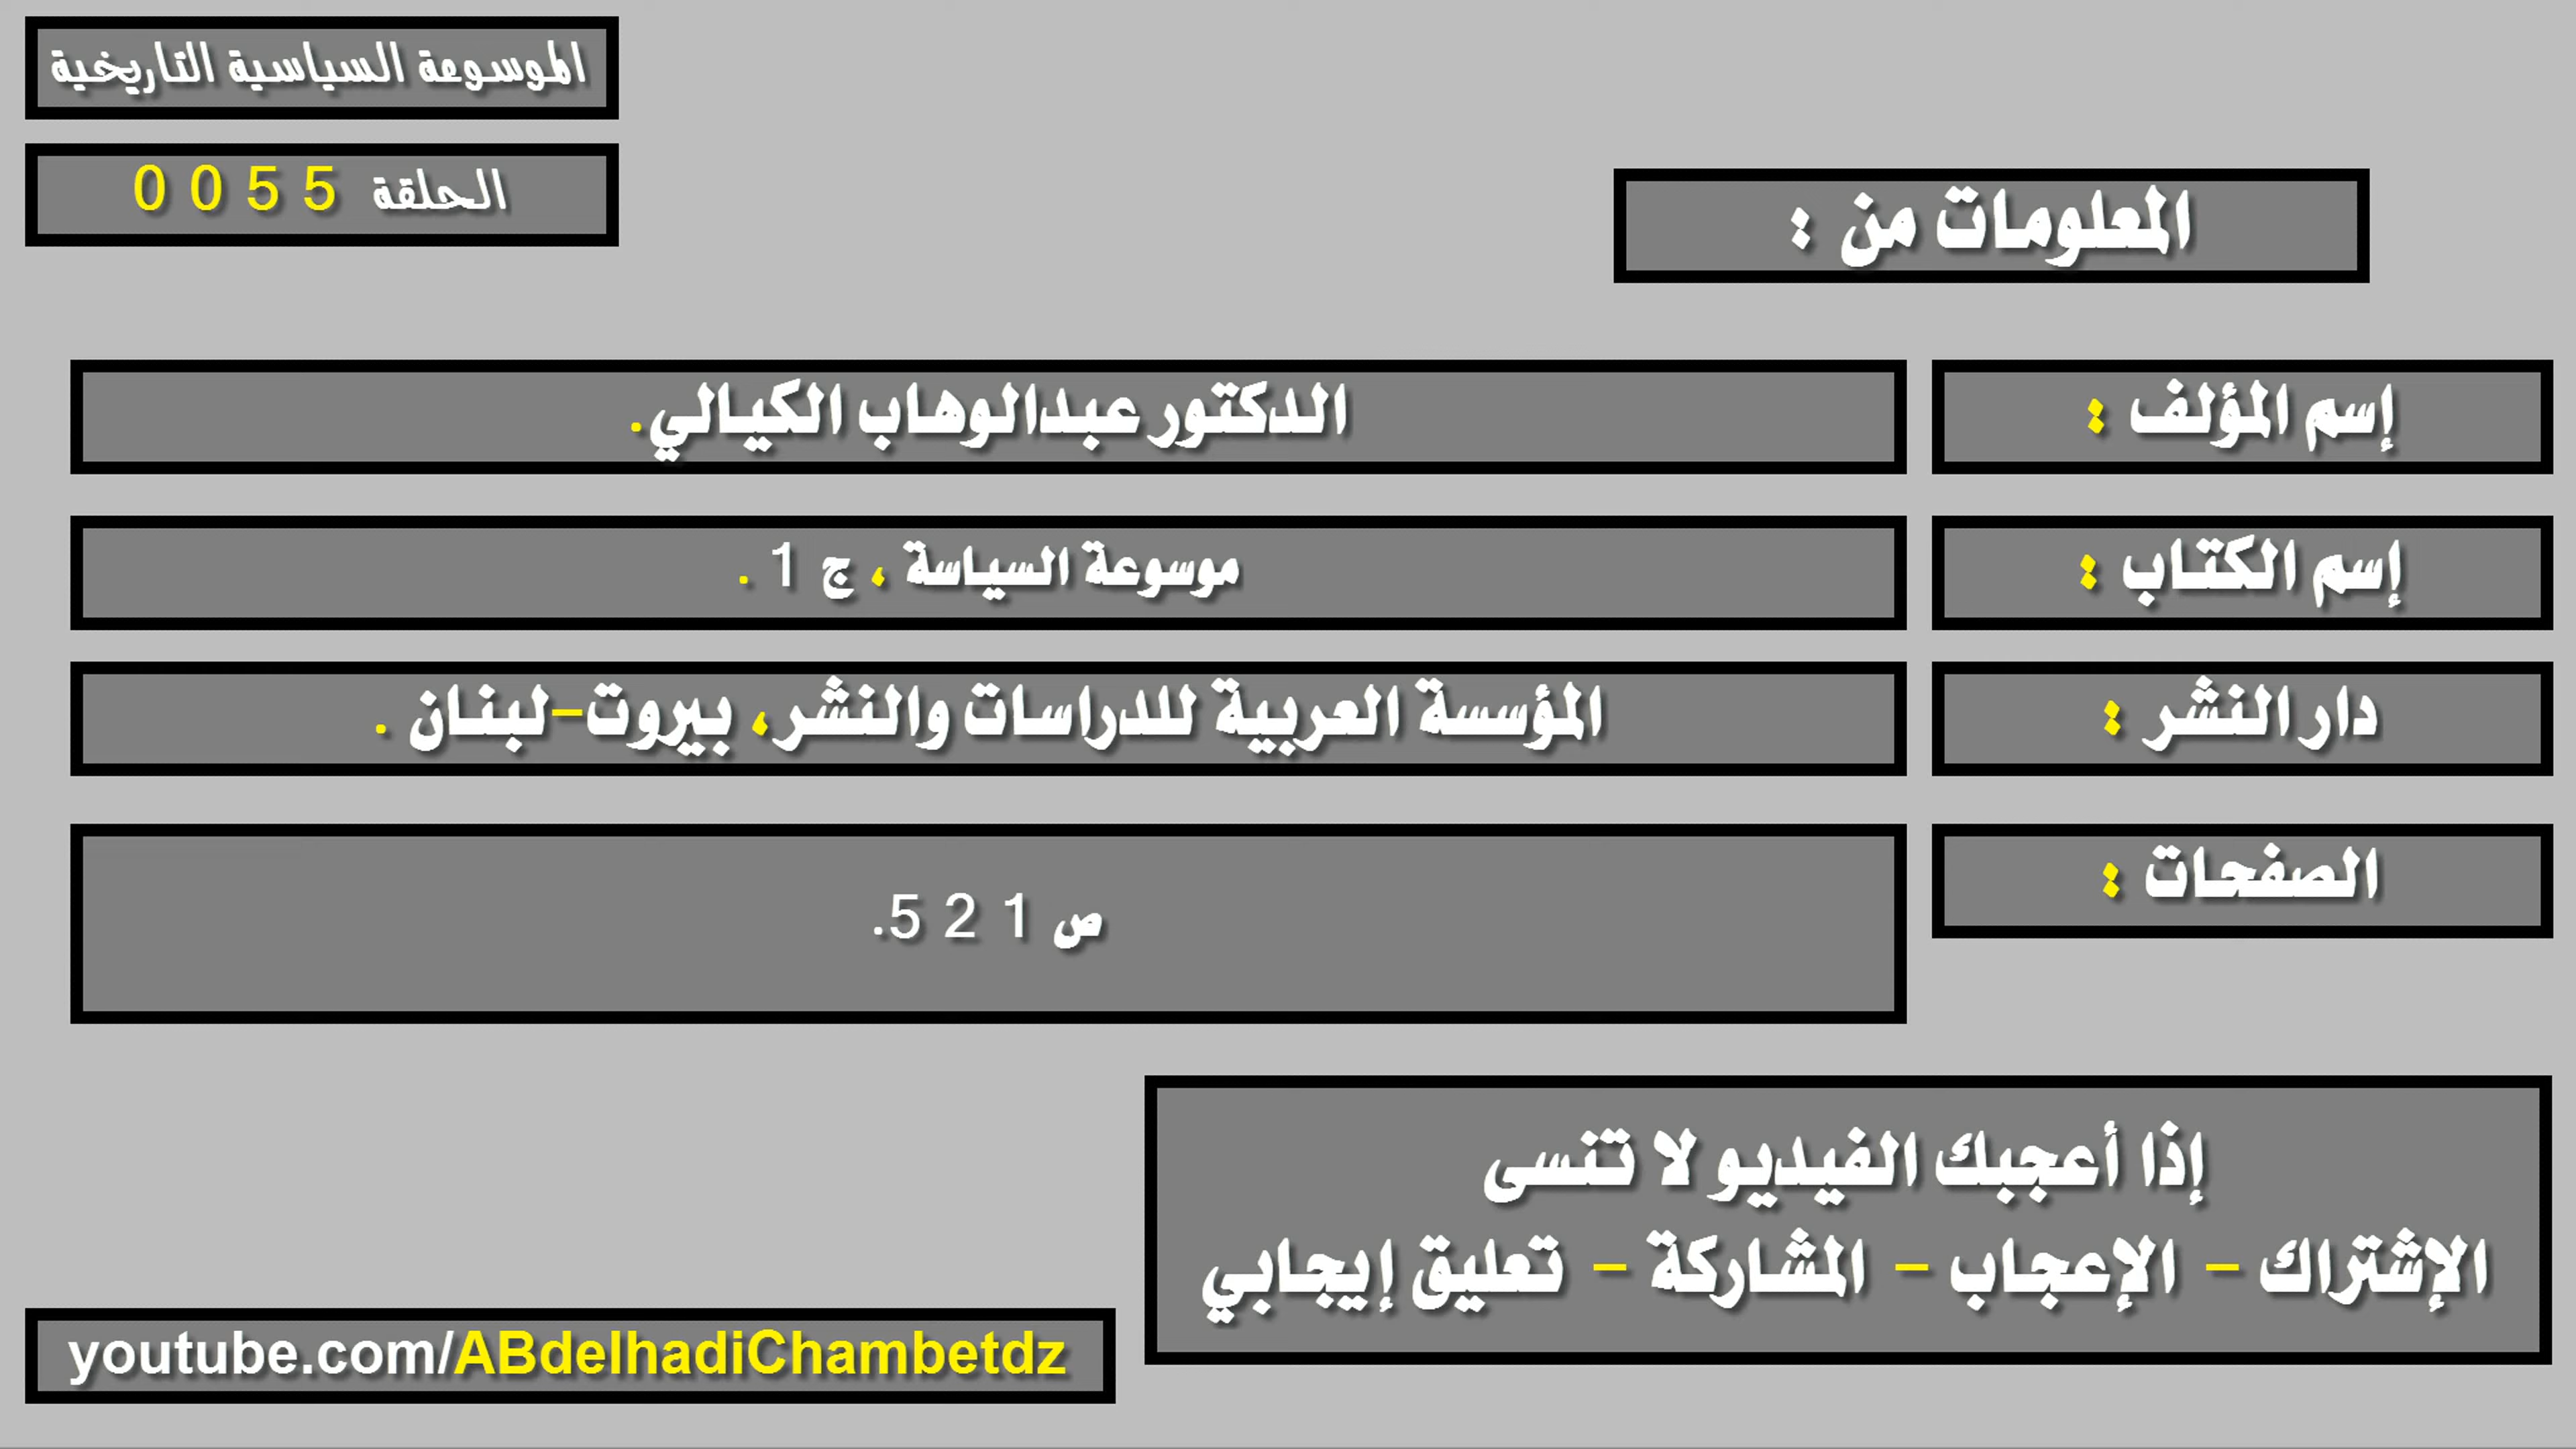 الموسوعة السياسية التاريخية
الحلقة 0055
المعلومات من :
إسم المؤلف :
الدكتور عبدالوهاب الكيالي.
إسم الكتاب :
موسوعة السياسة ، ج 1 .
دار النشر :
المؤسسة العربية للدراسات والنشر، بيروت-لبنان .
الصفحات :
ص 521.
إذا أعجبك الفيديو لا تنسى
الإشتراك - الإعجاب - المشاركة - تعليق إيجابي
youtube.com/ABdelhadiChambetdz